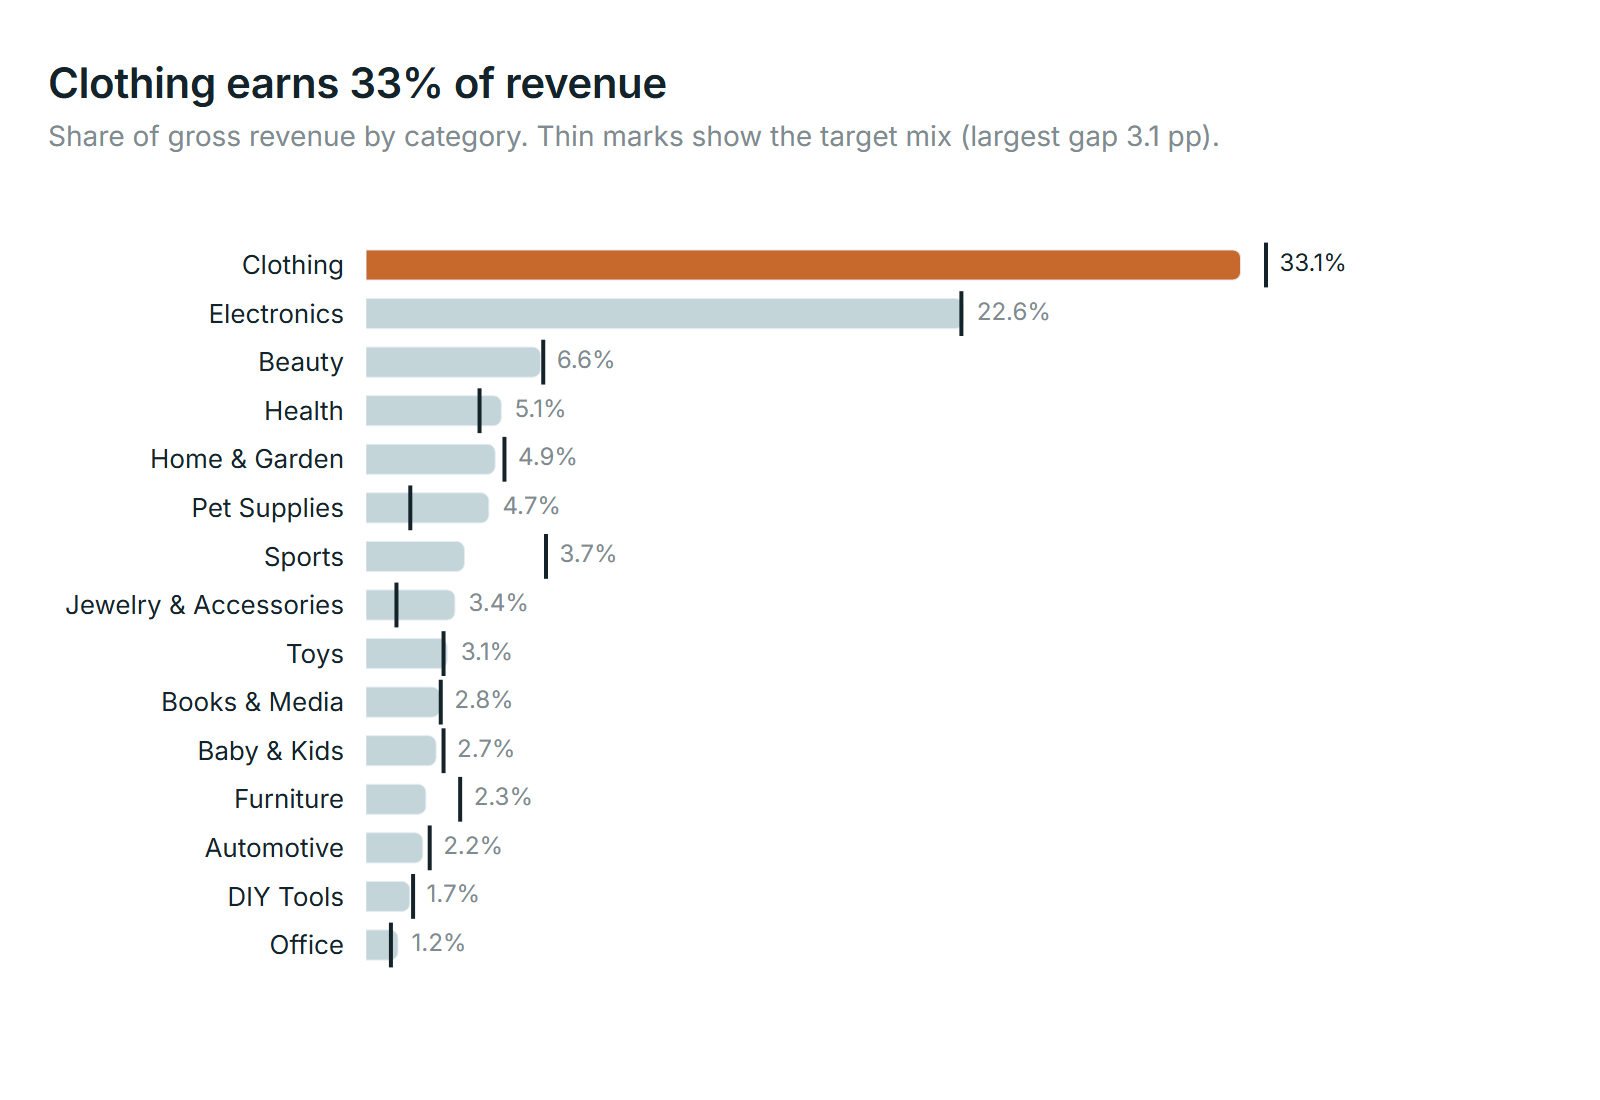 Clothing earns 33% of revenue
Share of gross revenue by category. Thin marks show the target mix (largest gap 3.1 pp).
Clothing 33.1%
Electronics 22.6%
Beauty 6.6%
Health 5.1%
Home & Garden 4.9%
Pet Supplies 4.7%
Sports 3.7%
Jewelry & Accessories 3.4%
Toys 3.1%
Books & Media 2.8%
Baby & Kids 2.7%
Furniture 2.3%
Automotive 2.2%
DIY Tools 1.7%
Office 1.2%